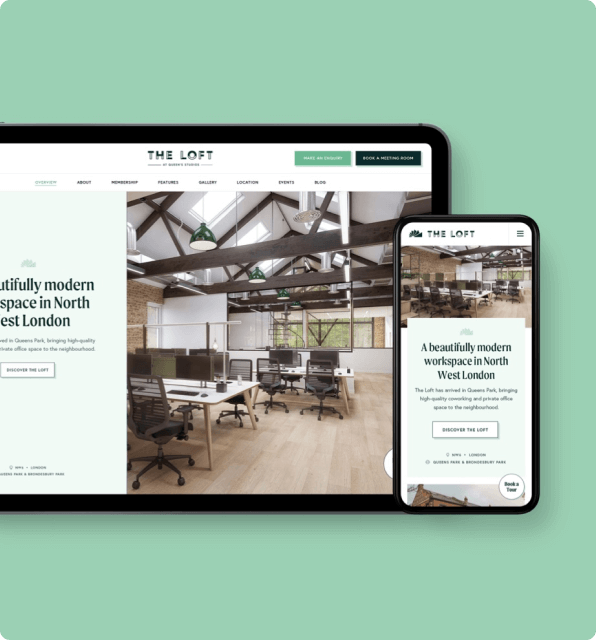 THE LOFT
AT QUEEN'S STUDIOS
MAKE AN ENQUIRY
BOOK A MEETING ROOM
OVERVIEW
ABOUT
MEMBERSHIP
FEATURES
GALLERY
LOCATION
EVENTS
BLOG
utifully modern
space in North
est London
ved in Queens Park, bringing high-quality
rivate office space to the neighbourhood.
DISCOVER THE LOFT
NW6 • LONDON
QUEENS PARK & BRONDESBURY PARK
THE LOFT
A beautifully modern
workspace in North
West London
The Loft has arrived in Queens Park, bringing
high-quality coworking and private office
space to the neighbourhood.
DISCOVER THE LOFT
NW6 • LONDON
QUEENS PARK & BRONDESBURY PARK
Book a
Tour